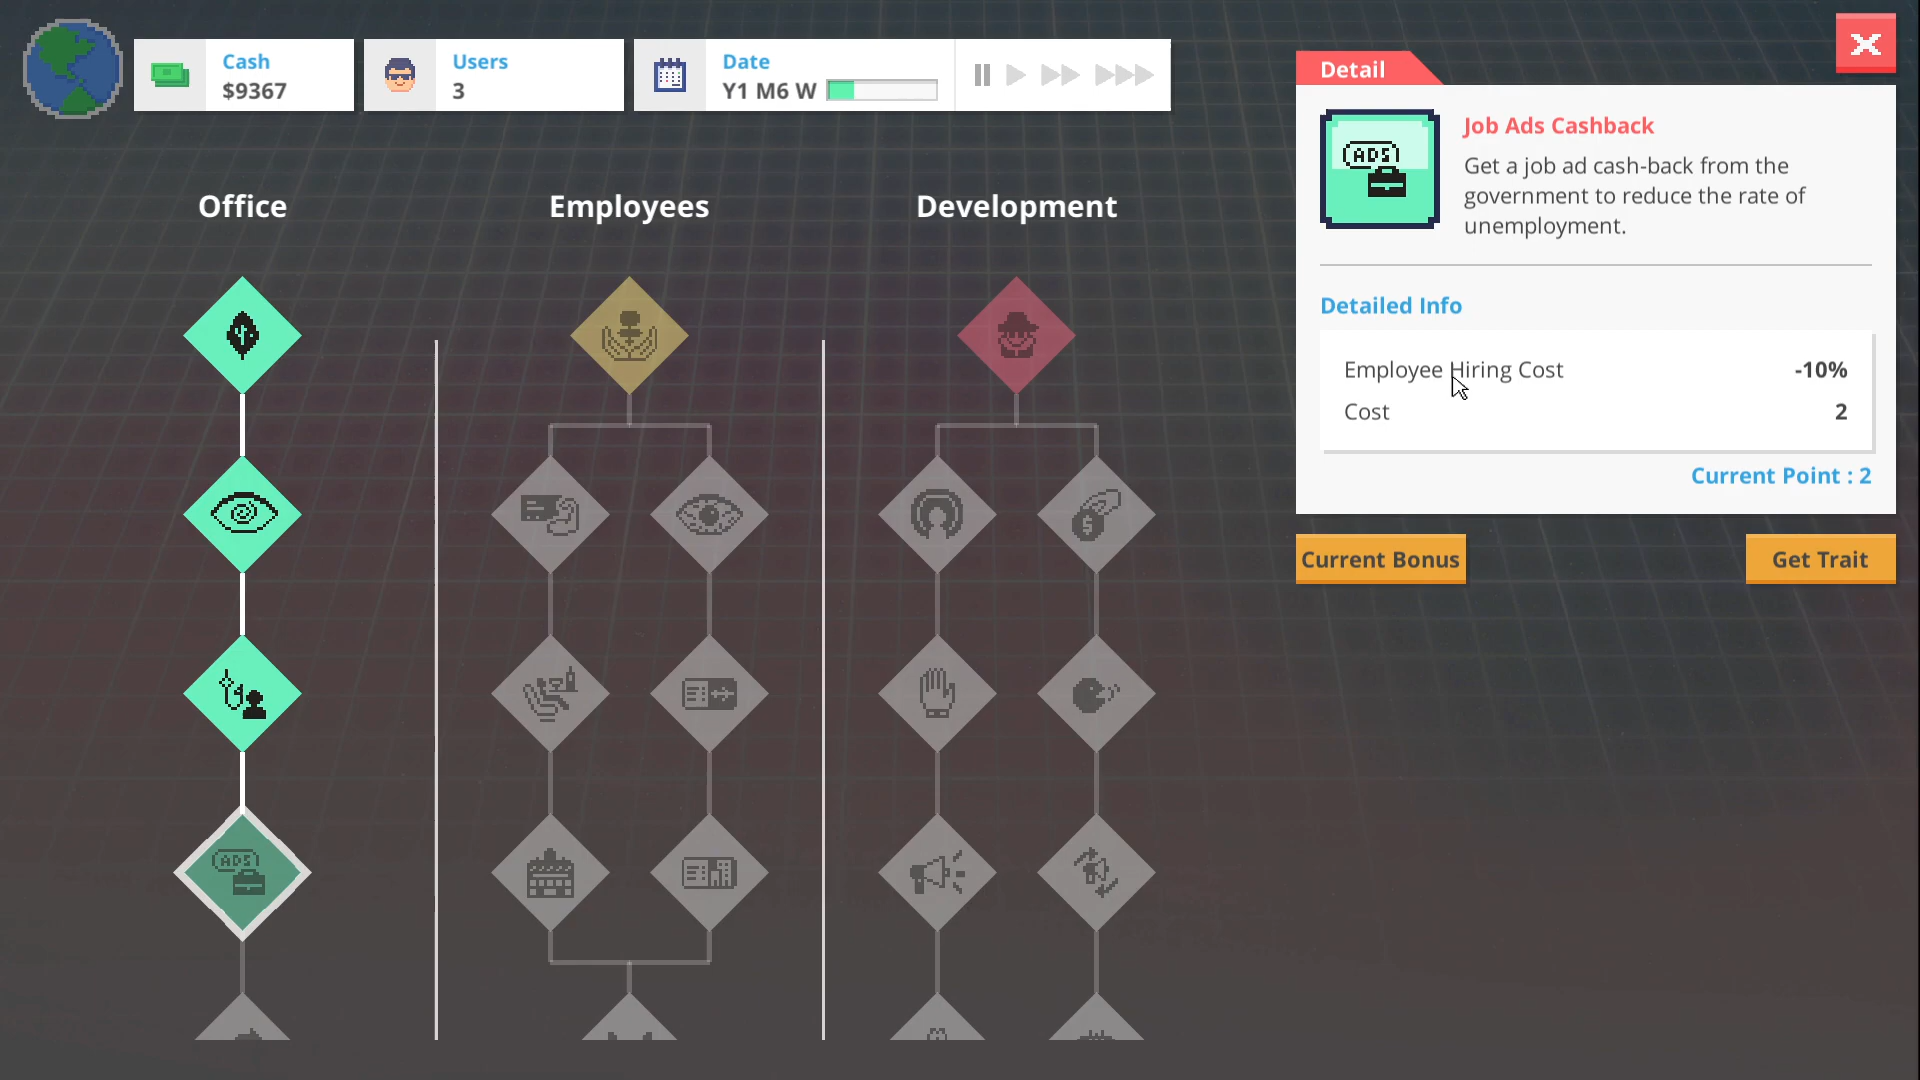 Cash
$9367
Users
3
Date
Y1 M6 W
Detail
ADS
Job Ads Cashback
Get a job ad cash-back from the
government to reduce the rate of
unemployment.
Office
Employees
Development
Detailed Info
Employee Hiring Cost -10%
Cost 2
Current Point : 2
Current Bonus
Get Trait
ADS